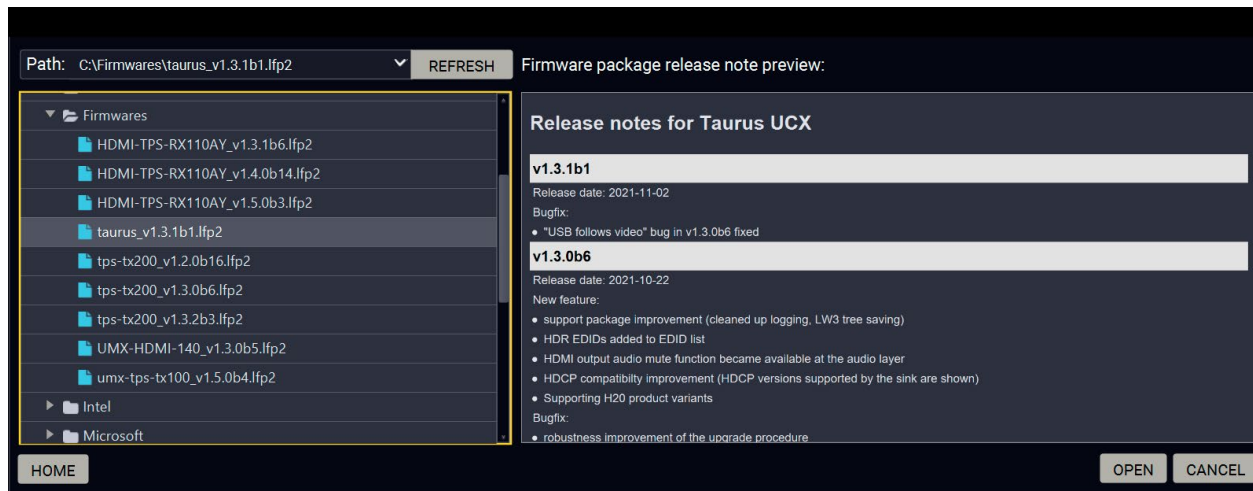 Path: C:\Firmwares\taurus_v1.3.1b1.lfp2 REFRESH
Firmwares
HDMI-TPS-RX110AY_v1.3.1b6.lfp2
HDMI-TPS-RX110AY_v1.4.0b14.lfp2
HDMI-TPS-RX110AY_v1.5.0b3.lfp2
taurus_v1.3.1b1.lfp2
tps-tx200_v1.2.0b16.lfp2
tps-tx200_v1.3.0b6.lfp2
tps-tx200_v1.3.2b3.lfp2
UMX-HDMI-140_v1.3.0b5.lfp2
umx-tps-tx100_v1.5.0b4.lfp2
Intel
Microsoft
HOME
Firmware package release note preview:
Release notes for Taurus UCX
v1.3.1b1
Release date: 2021-11-02
Bugfix:
● "USB follows video" bug in v1.3.0b6 fixed
v1.3.0b6
Release date: 2021-10-22
New feature:
● support package improvement (cleaned up logging, LW3 tree saving)
● HDR EDIDs added to EDID list
● HDMI output audio mute function became available at the audio layer
● HDCP compatibilty improvement (HDCP versions supported by the sink are shown)
● Supporting H20 product variants
Bugfix:
● robustness improvement of the upgrade procedure
OPEN CANCEL